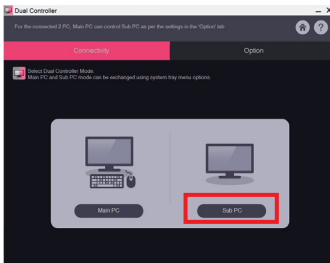 Dual Controller
For the connected 2 PC, Main PC can control Sub PC as per the settings in the 'Option' tab
Connectivity Option
Select Dual Controller Mode.
Main PC and Sub PC mode can be exchanged using system tray menu options.
Main PC Sub PC